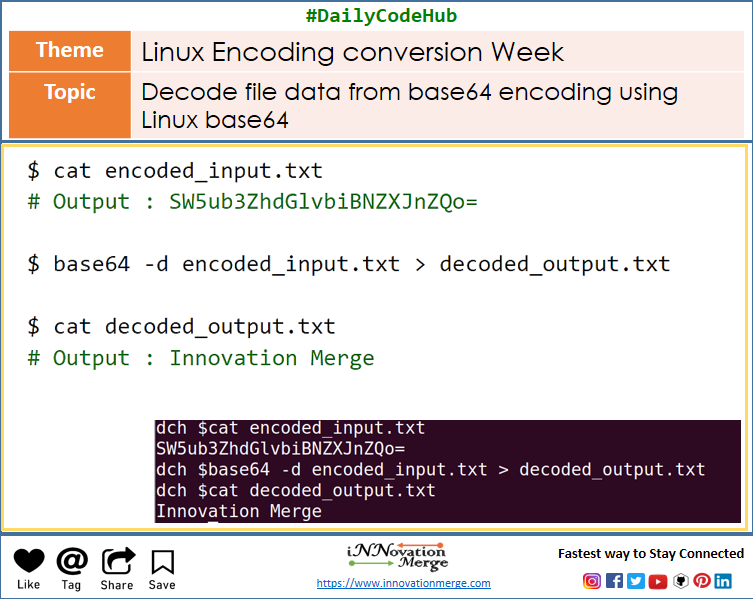 #DailyCodeHub
Theme
Linux Encoding conversion Week
Topic
Decode file data from base64 encoding using
Linux base64
$ cat encoded_input.txt
# Output : SW5ub3ZhdGlvbiBNZXJnZQo=
$ base64 -d encoded_input.txt > decoded_output.txt
$ cat decoded_output.txt
# Output : Innovation Merge
dch $cat encoded_input.txt
SW5ub3ZhdGlvbiBNZXJnZQo=
dch $base64 -d encoded_input.txt > decoded_output.txt
dch $cat decoded_output.txt
Innovation Merge
Like
Tag
Share
Save
iNNovation
Merge
https://www.innovationmerge.com
Fastest way to Stay Connected